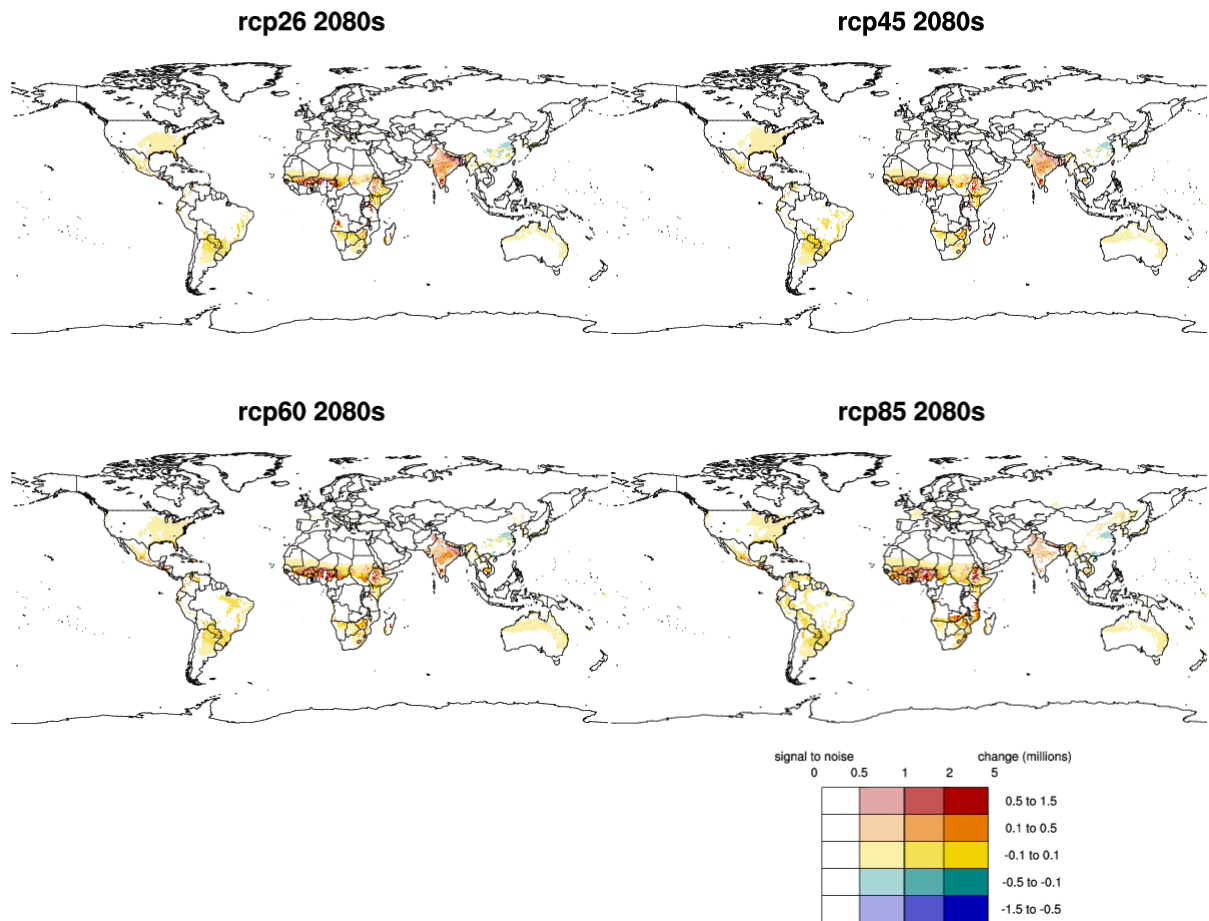 rcp26 2080s
rcp45 2080s
rcp60 2080s
rcp85 2080s
signal to noise change (millions)
0 0.5 1 2 5
0.5 to 1.5
0.1 to 0.5
-0.1 to 0.1
-0.5 to -0.1
-1.5 to -0.5